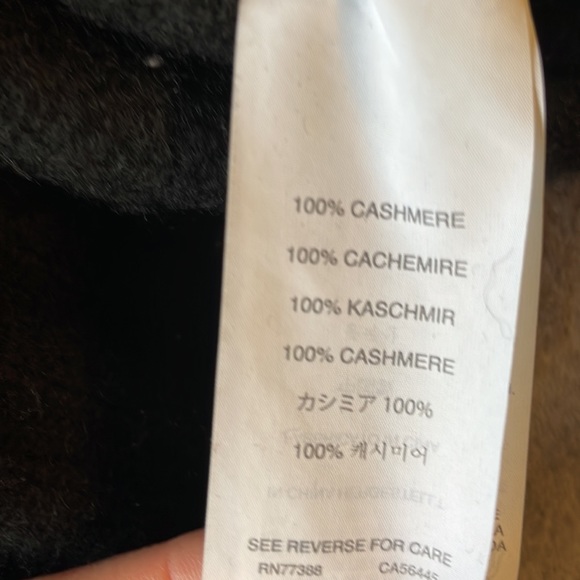 100% CASHMERE
100% CACHEMIRE
100% KASCHMIR
100% CASHMERE
カシミア 100%
100% 캐시미어
SEE REVERSE FOR CARE
RN77388 CA56445